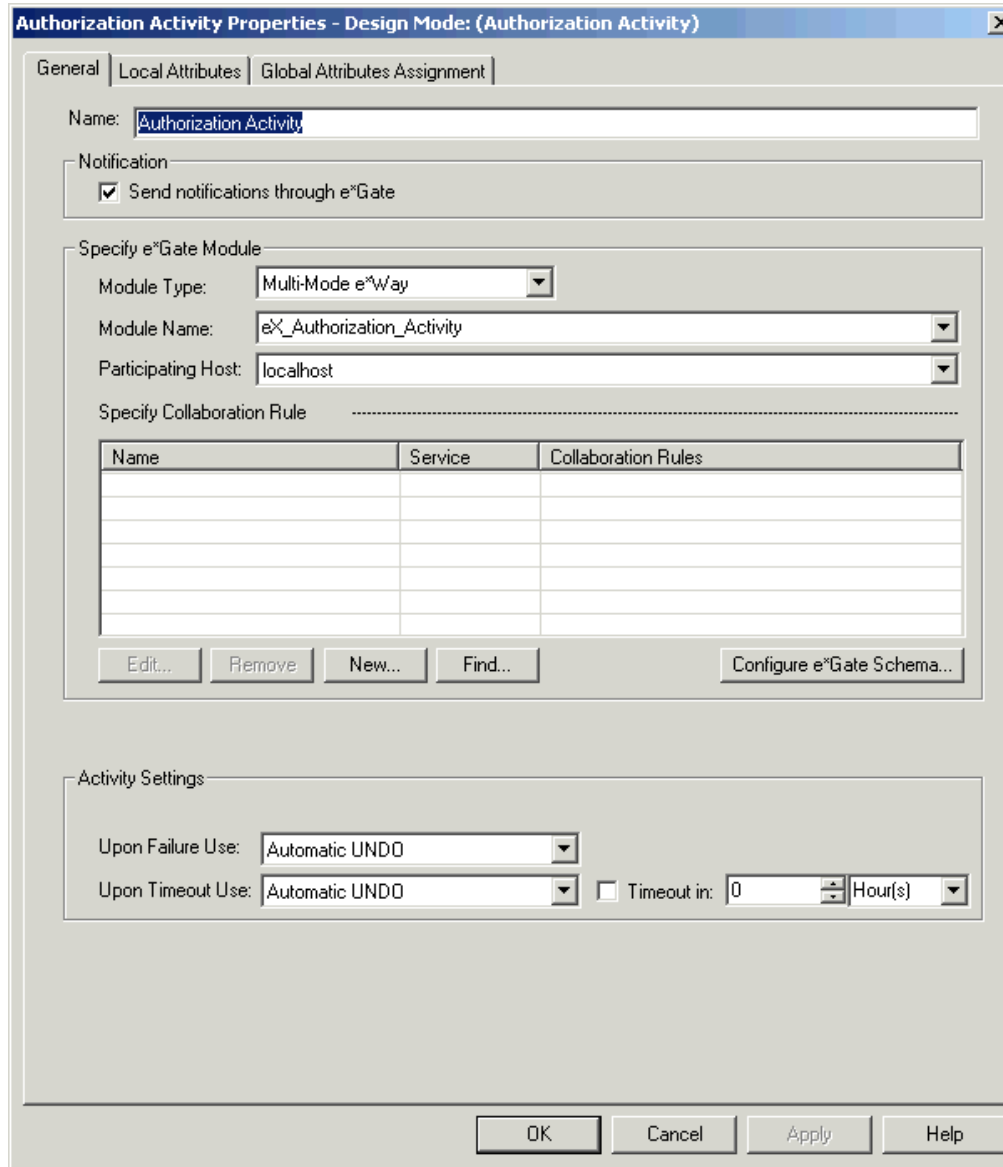 Authorization Activity Properties - Design Mode: (Authorization Activity)
General Local Attributes Global Attributes Assignment
Name: Authorization Activity
Notification
Send notifications through e*Gate
Specify e*Gate Module
Module Type: Multi-Mode e*Way
Module Name: eX_Authorization_Activity
Participating Host: localhost
Specify Collaboration Rule
Name Service Collaboration Rules
Edit... Remove New... Find... Configure e*Gate Schema...
Activity Settings
Upon Failure Use: Automatic UNDO
Upon Timeout Use: Automatic UNDO Timeout in: 0 Hour(s)
OK Cancel Apply Help